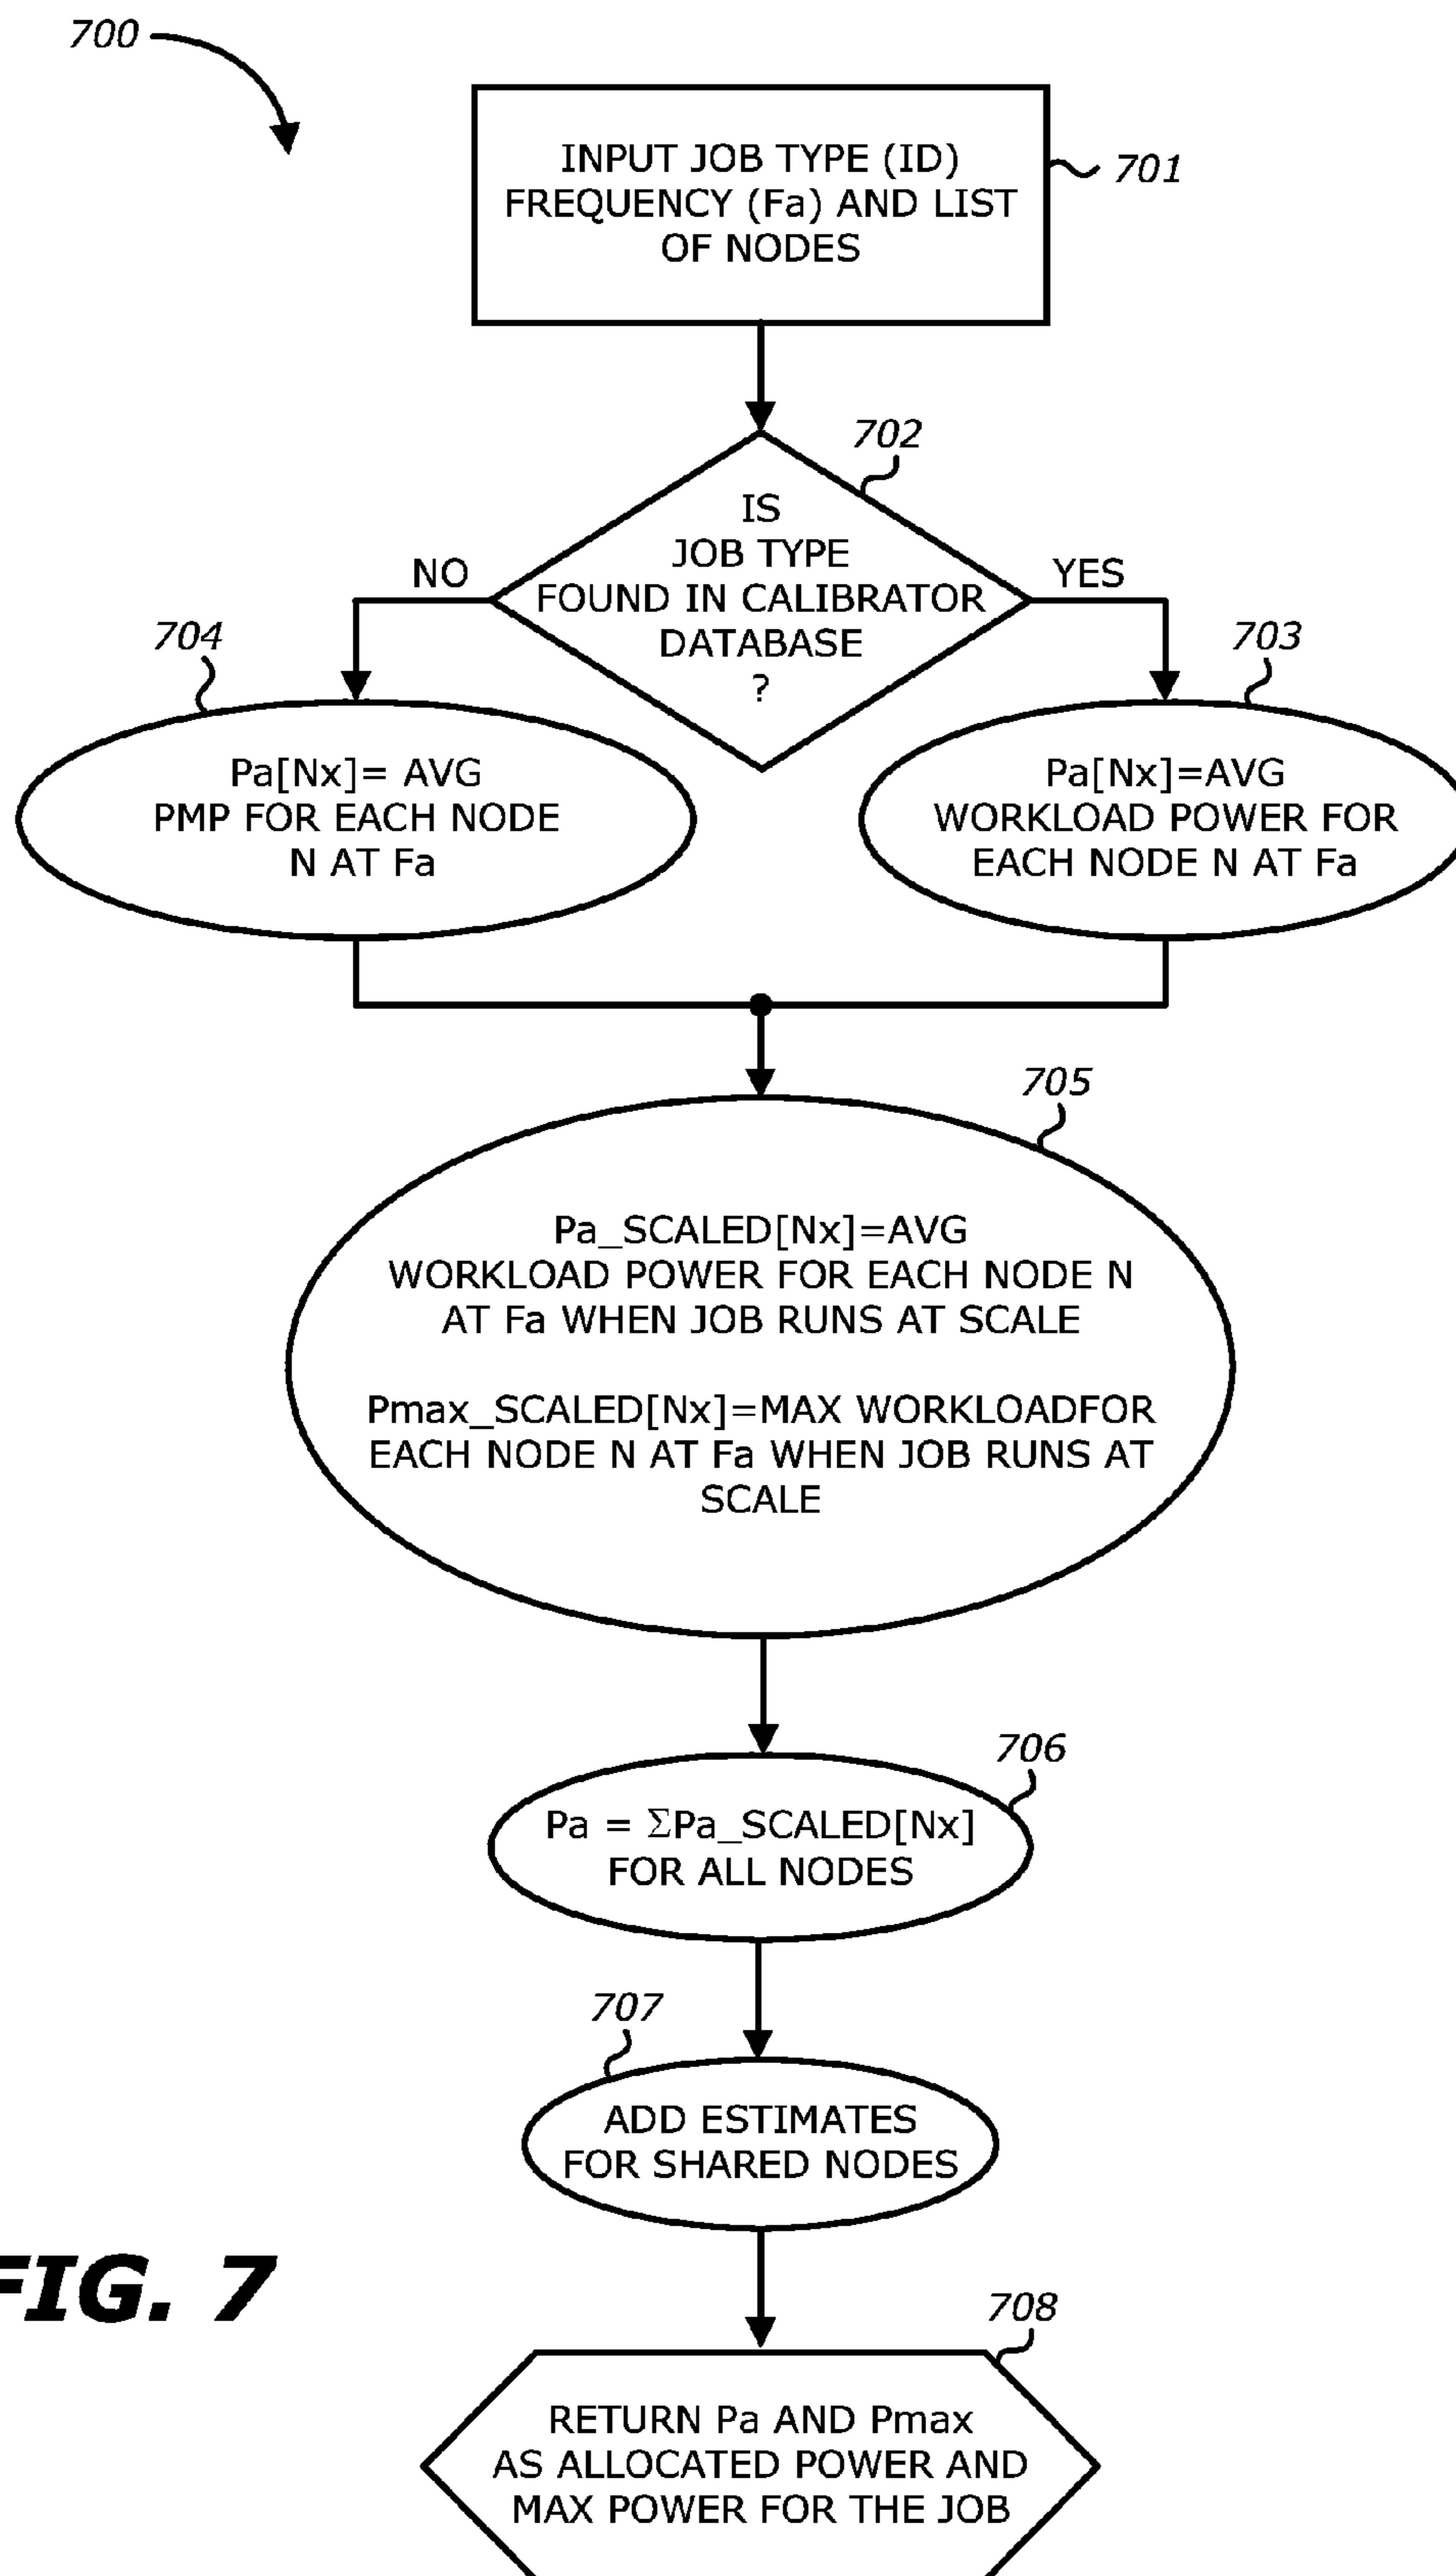 700
INPUT JOB TYPE (ID)
FREQUENCY (Fa) AND LIST
OF NODES
701
702
IS
JOB TYPE
FOUND IN CALIBRATOR
DATABASE
?
NO
YES
704
703
Pa[Nx]= AVG
PMP FOR EACH NODE
N AT Fa
Pa[Nx]=AVG
WORKLOAD POWER FOR
EACH NODE N AT Fa
705
Pa_SCALED[Nx]=AVG
WORKLOAD POWER FOR EACH NODE N
AT Fa WHEN JOB RUNS AT SCALE
Pmax_SCALED[Nx]=MAX WORKLOADFOR
EACH NODE N AT Fa WHEN JOB RUNS AT
SCALE
706
Pa = ΣPa_SCALED[Nx]
FOR ALL NODES
707
ADD ESTIMATES
FOR SHARED NODES
FIG. 7
708
RETURN Pa AND Pmax
AS ALLOCATED POWER AND
MAX POWER FOR THE JOB